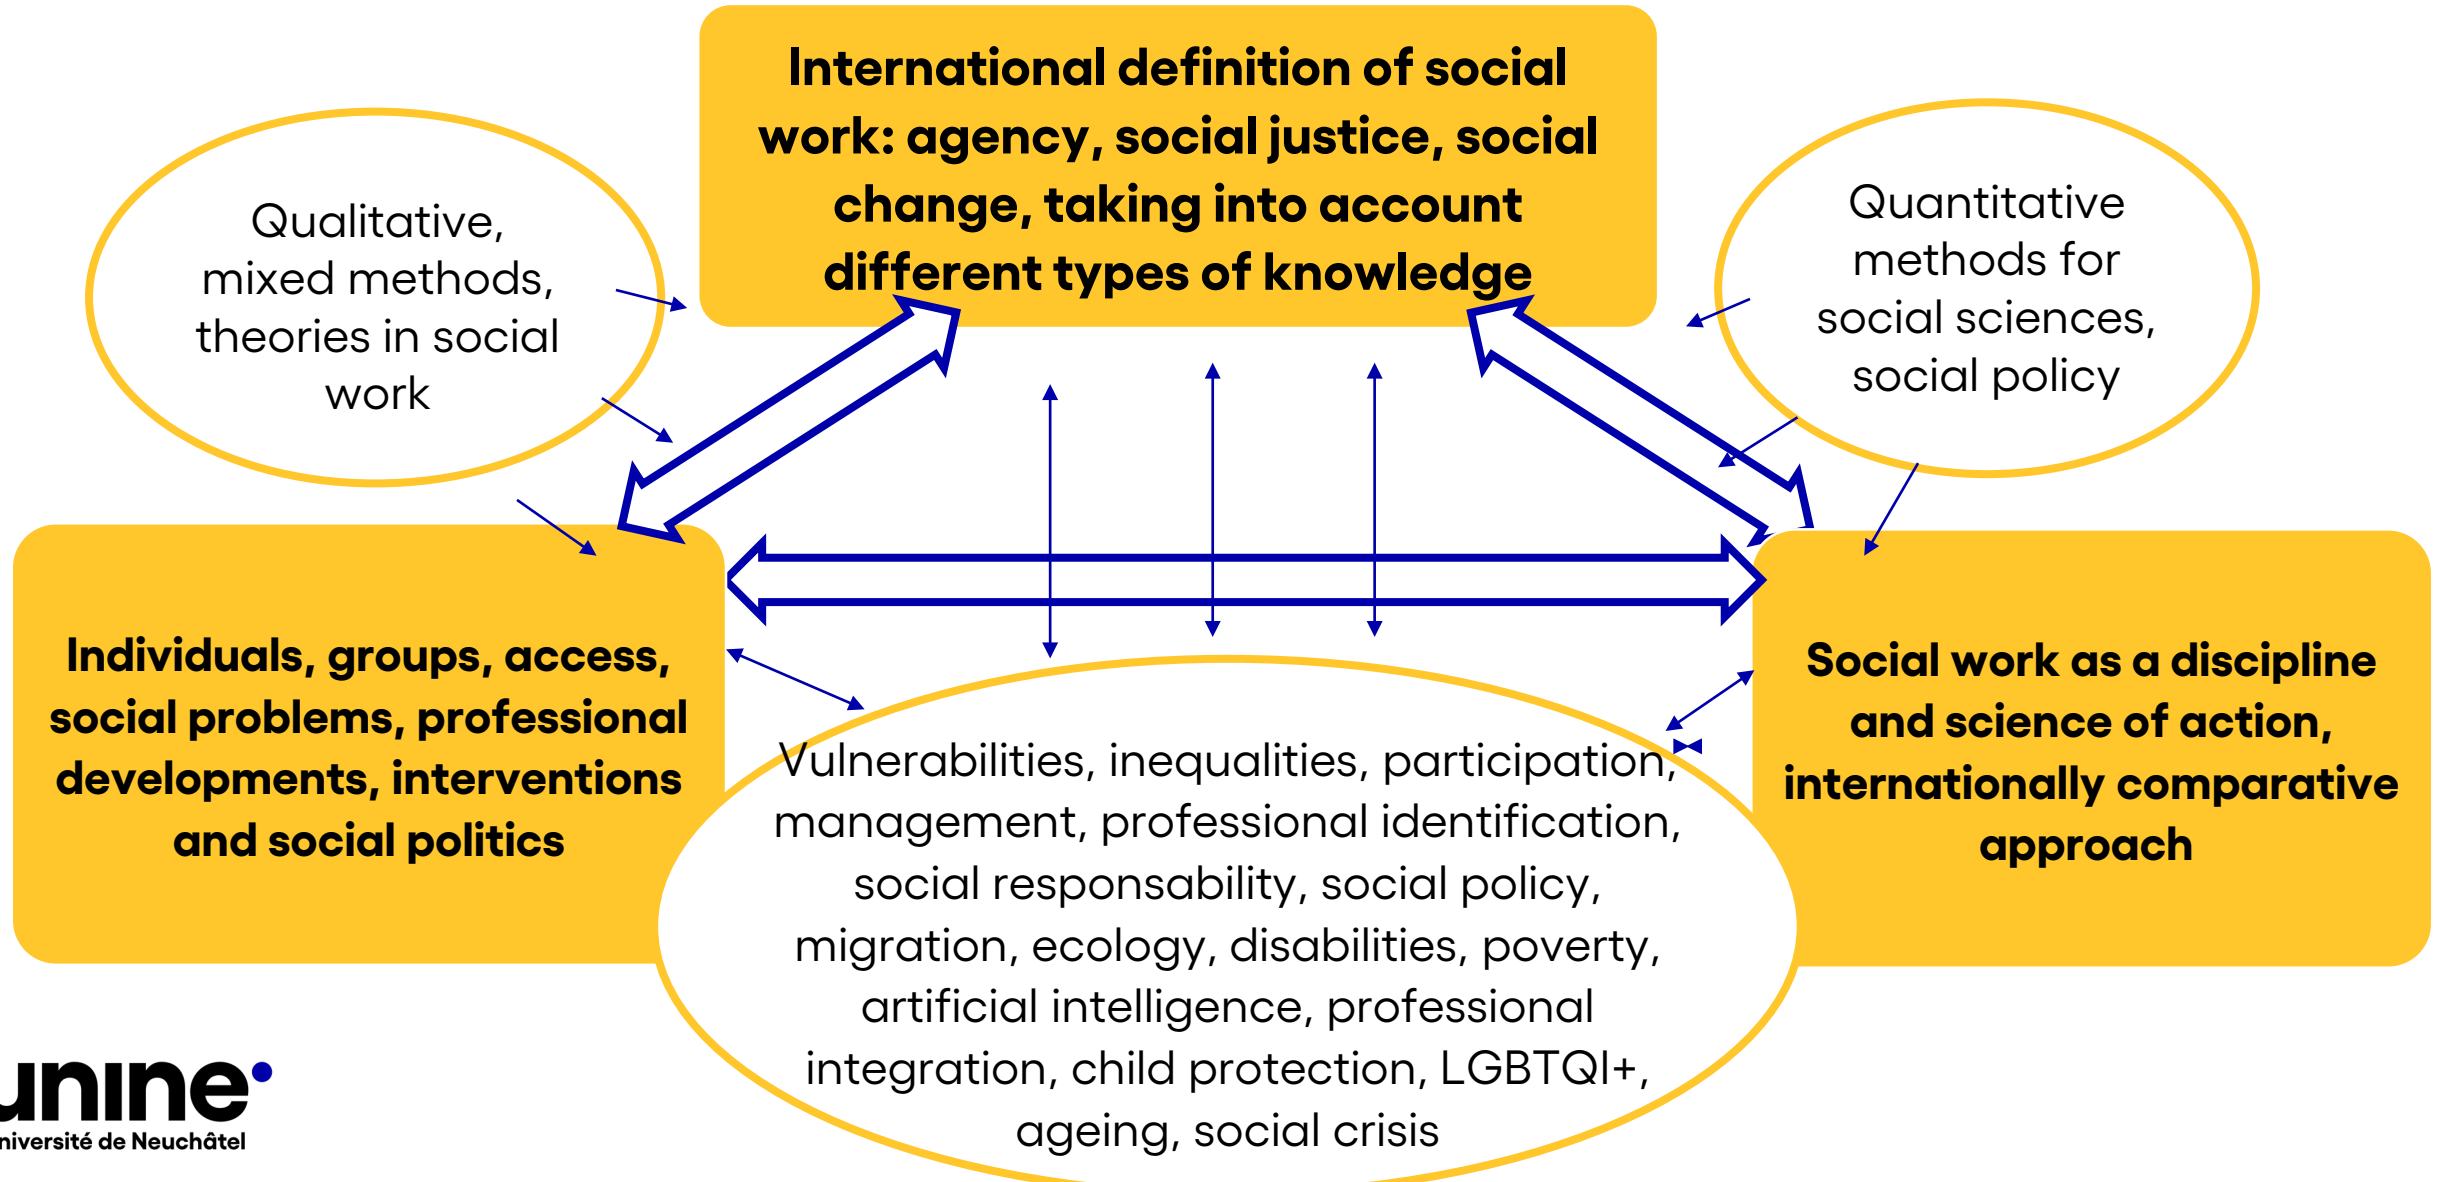 International definition of social
work: agency, social justice, social
change, taking into account
different types of knowledge
Qualitative,
mixed methods,
theories in social
work
Quantitative
methods for
social sciences,
social policy
Individuals, groups, access,
social problems, professional
developments, interventions
and social politics
Social work as a discipline
and science of action,
internationally comparative
approach
Vulnerabilities, inequalities, participation,
management, professional identification,
social responsability, social policy,
migration, ecology, disabilities, poverty,
artificial intelligence, professional
integration, child protection, LGBTQI+,
ageing, social crisis
unine
niversité de Neuchâtel